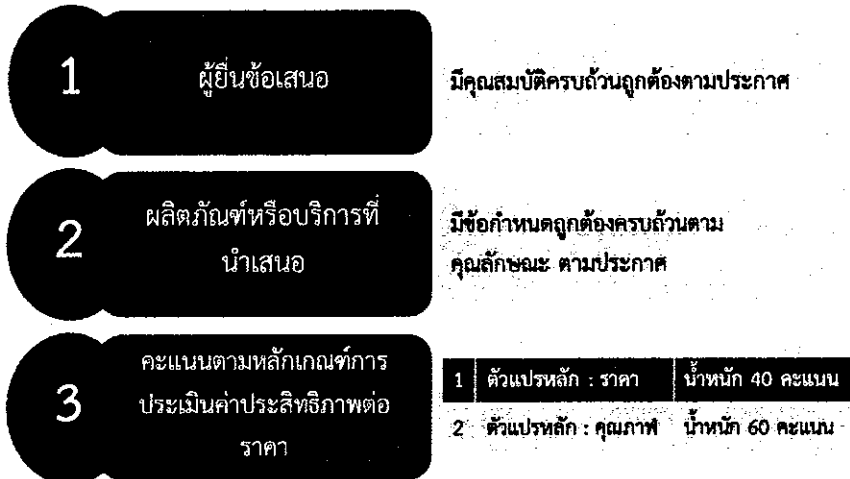 1
ผู้ยื่นข้อเสนอ
มีคุณสมบัติครบถ้วนถูกต้องตามประกาศ
2
ผลิตภัณฑ์หรือบริการที่
นำเสนอ
มีข้อกำหนดถูกต้องครบถ้วนตาม
คุณลักษณะ ตามประกาศ
3
คะแนนตามหลักเกณฑ์การ
ประเมินค่าประสิทธิภาพต่อ
ราคา
1 ตัวแปรหลัก : ราคา น้ำหนัก 40 คะแนน
2 ตัวแปรหลัก : คุณภาพ น้ำหนัก 60 คะแนน